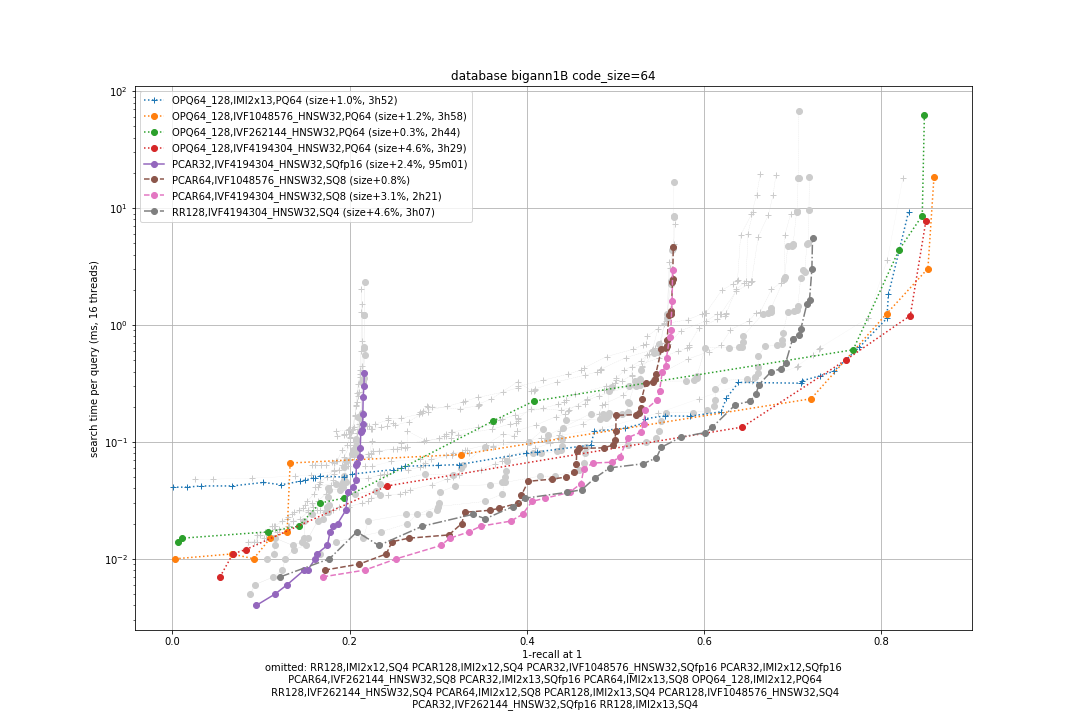 database bigann1B code_size=64
OPQ64_128,IMI2x13,PQ64 (size+1.0%, 3h52)
OPQ64_128,IVF1048576_HNSW32,PQ64 (size+1.2%, 3h58)
OPQ64_128,IVF262144_HNSW32,PQ64 (size+0.3%, 2h44)
OPQ64_128,IVF4194304_HNSW32,PQ64 (size+4.6%, 3h29)
PCAR32,IVF4194304_HNSW32,SQfp16 (size+2.4%, 95m01)
PCAR64,IVF1048576_HNSW32,SQ8 (size+0.8%)
PCAR64,IVF4194304_HNSW32,SQ8 (size+3.1%, 2h21)
RR128,IVF4194304_HNSW32,SQ4 (size+4.6%, 3h07)
10²
10¹
10⁰
10⁻¹
10⁻²
search time per query (ms, 16 threads)
0.0 0.2 0.4 0.6 0.8
1-recall at 1
omitted: RR128,IMI2x12,SQ4 PCAR128,IMI2x12,SQ4 PCAR32,IVF1048576_HNSW32,SQfp16 PCAR32,IMI2x12,SQfp16
PCAR64,IVF262144_HNSW32,SQ8 PCAR32,IMI2x13,SQfp16 PCAR64,IMI2x13,SQ8 OPQ64_128,IMI2x12,PQ64
RR128,IVF262144_HNSW32,SQ4 PCAR64,IMI2x12,SQ8 PCAR128,IMI2x13,SQ4 PCAR128,IVF1048576_HNSW32,SQ4
PCAR32,IVF262144_HNSW32,SQfp16 RR128,IMI2x13,SQ4